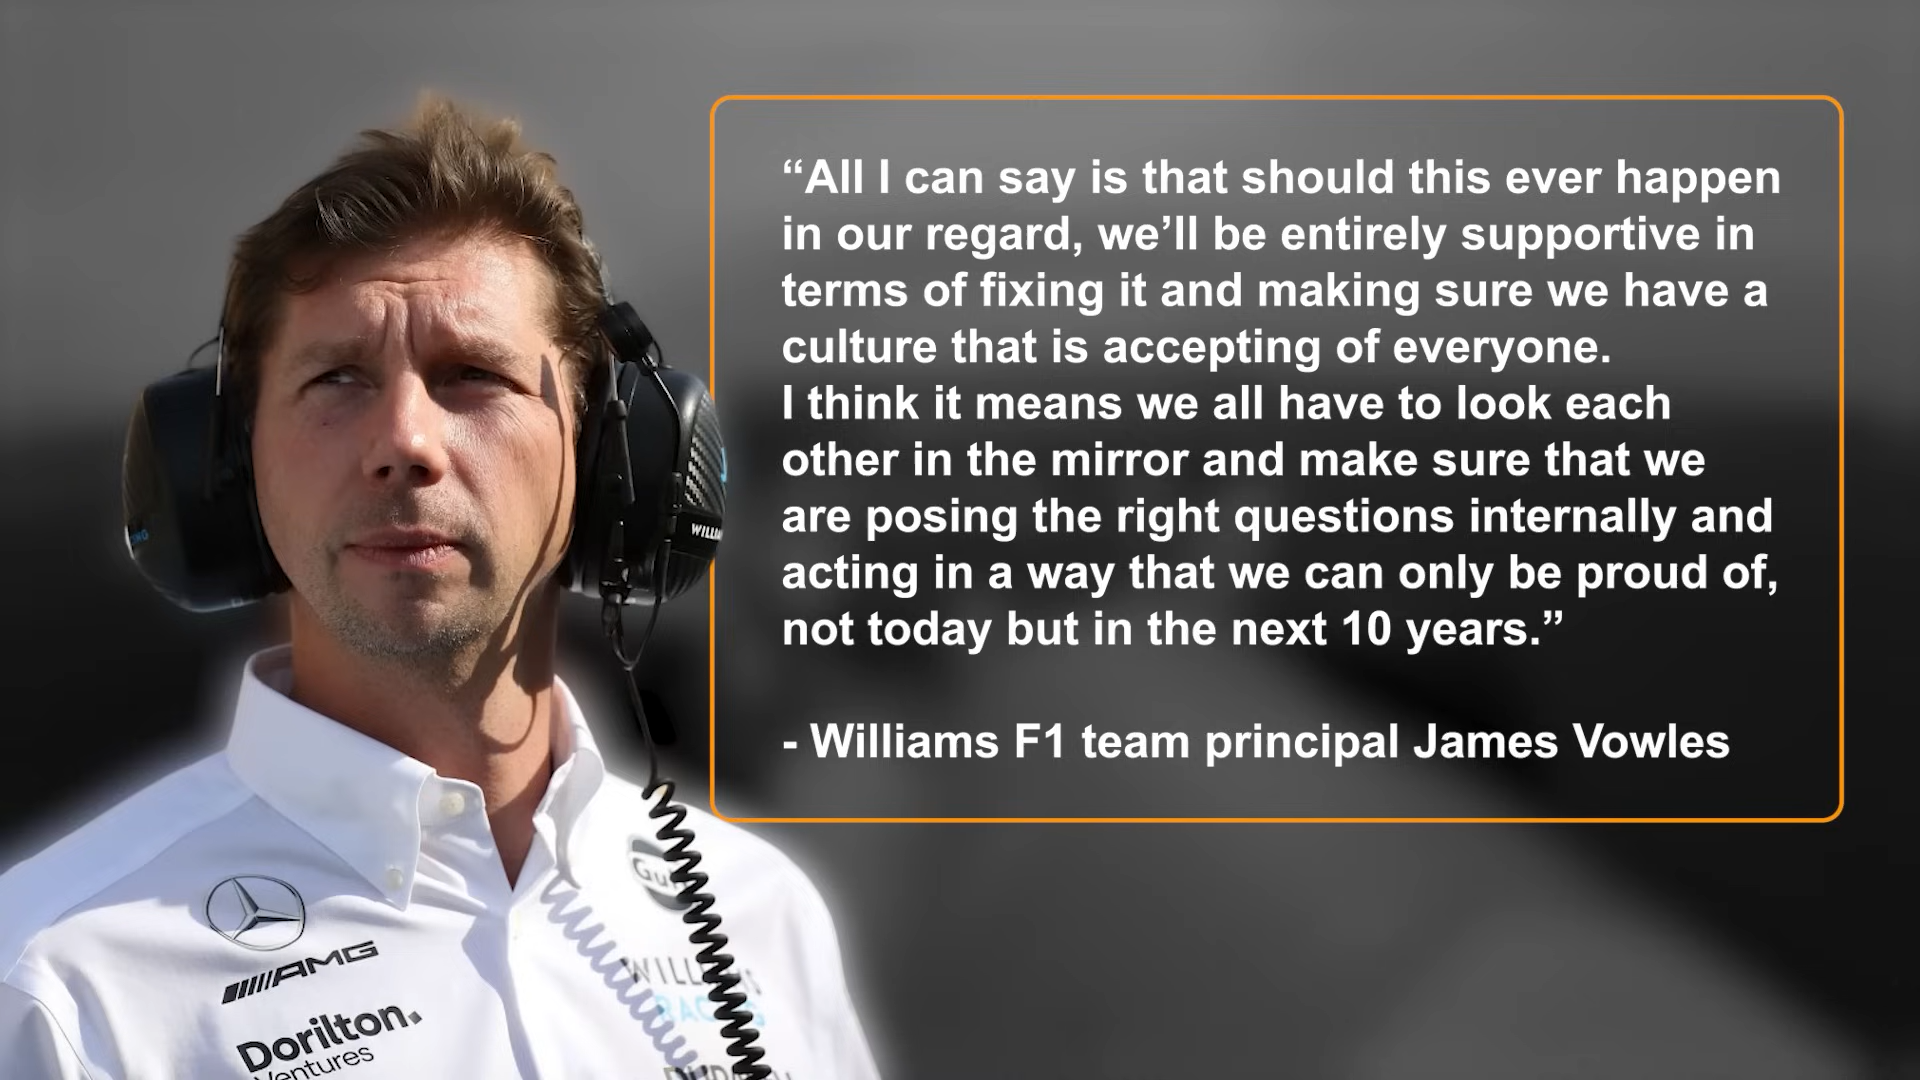 “All I can say is that should this ever happen
in our regard, we’ll be entirely supportive in
terms of fixing it and making sure we have a
culture that is accepting of everyone.
I think it means we all have to look each
other in the mirror and make sure that we
are posing the right questions internally and
acting in a way that we can only be proud of,
not today but in the next 10 years.”
- Williams F1 team principal James Vowles
AMG
Dorilton.
Ventures